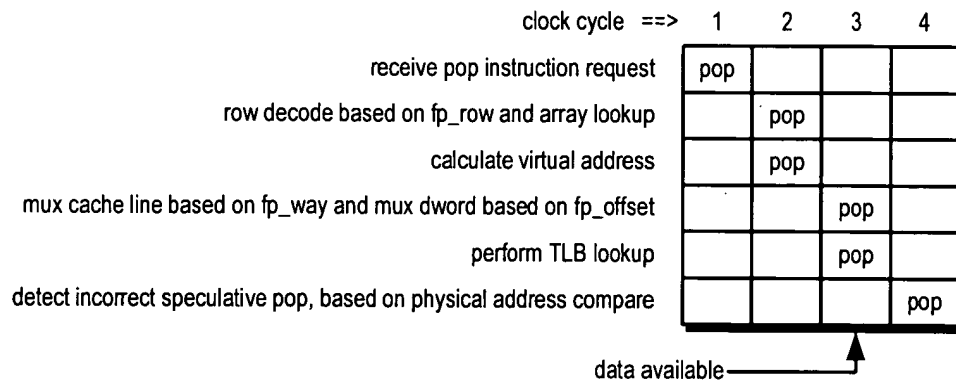 clock cycle ==> 1 2 3 4
receive pop instruction request pop
row decode based on fp_row and array lookup pop
calculate virtual address pop
mux cache line based on fp_way and mux dword based on fp_offset pop
perform TLB lookup pop
detect incorrect speculative pop, based on physical address compare pop
data available